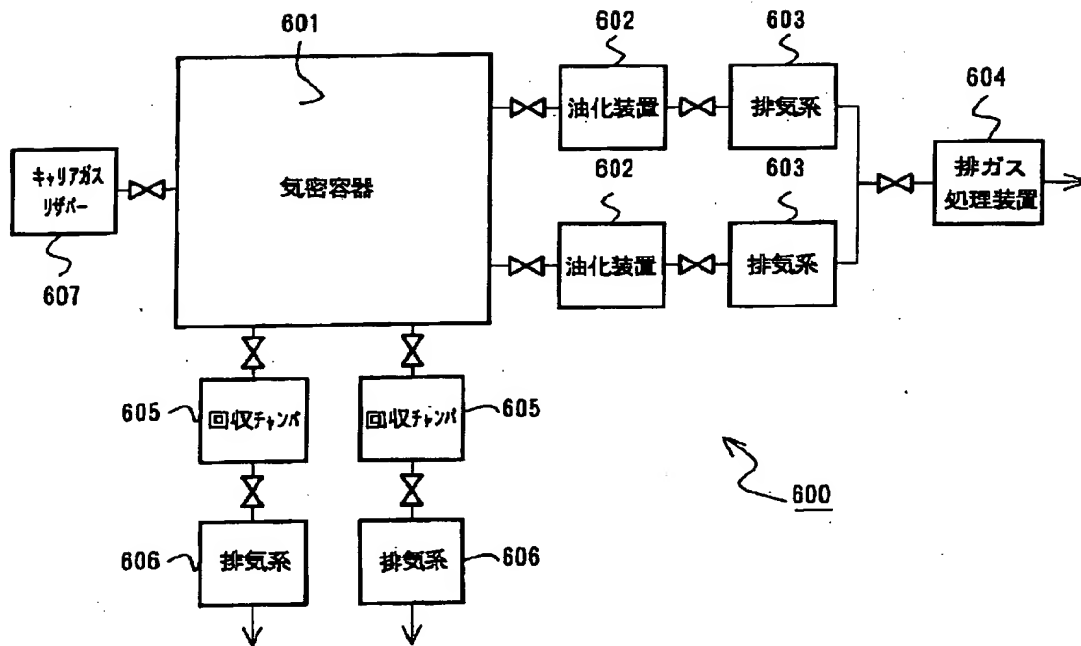 601
602
603
604
油化装置
排気系
キャリアガス
リザバー
気密容器
602
603
排ガス
処理装置
607
油化装置
排気系
605
回収チャンバ
回収チャンバ
605
600
606
排気系
排気系
606